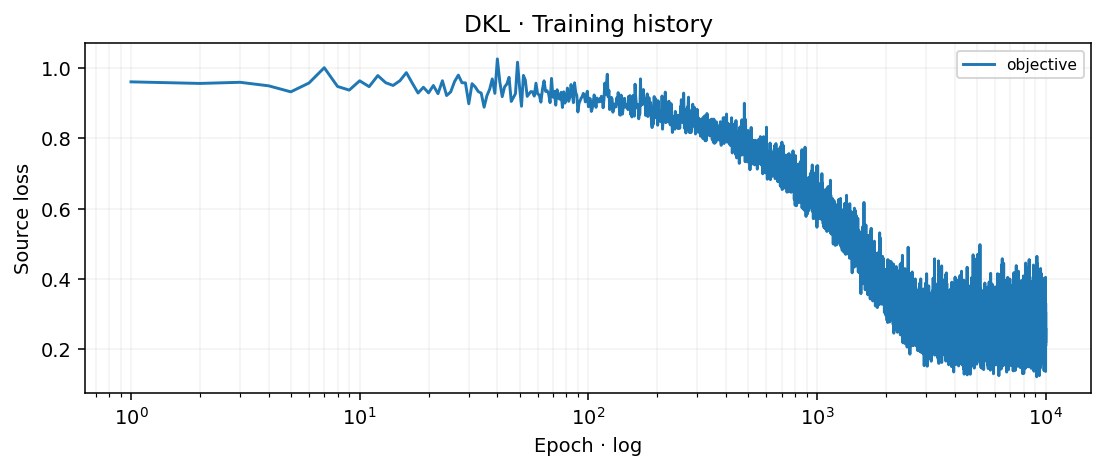 DKL · Training history
objective
Source loss
1.0
0.8
0.6
0.4
0.2
10⁰ 10¹ 10² 10³ 10⁴
Epoch · log